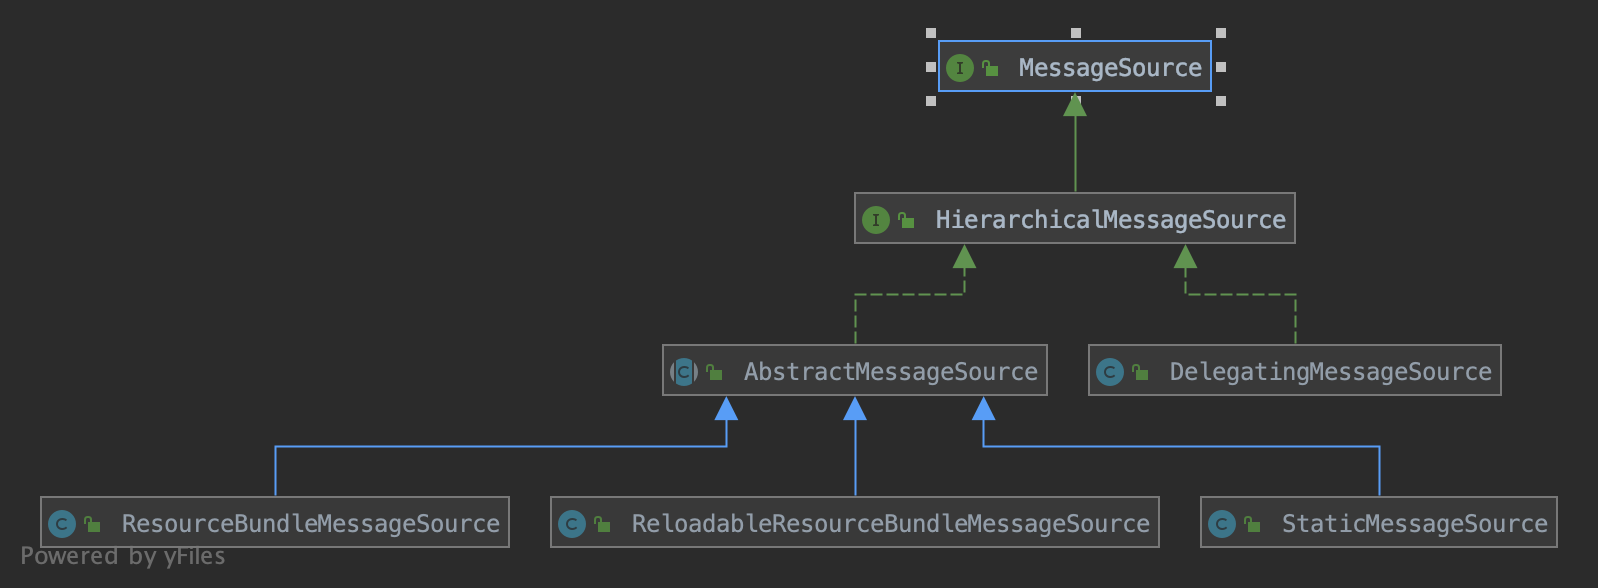 I MessageSource
I HierarchicalMessageSource
C AbstractMessageSource
C DelegatingMessageSource
C ResourceBundleMessageSource
C ReloadableResourceBundleMessageSource
C StaticMessageSource
Powered by yFiles